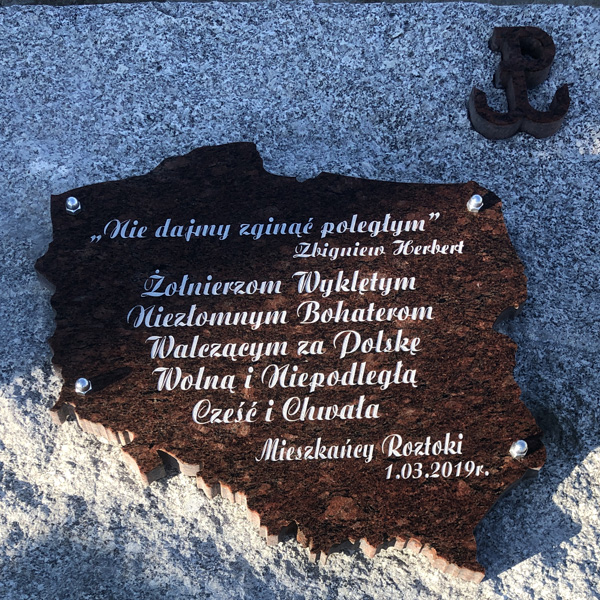 „Nie dajmy zginąć poległym”
Zbigniew Herbert
Żołnierzom Wyklętym
Niezłomnym Bohaterom
Walczącym za Polskę
Wolną i Niepodległą
Cześć i Chwała
Mieszkańcy Roztoki
1.03.2019r.